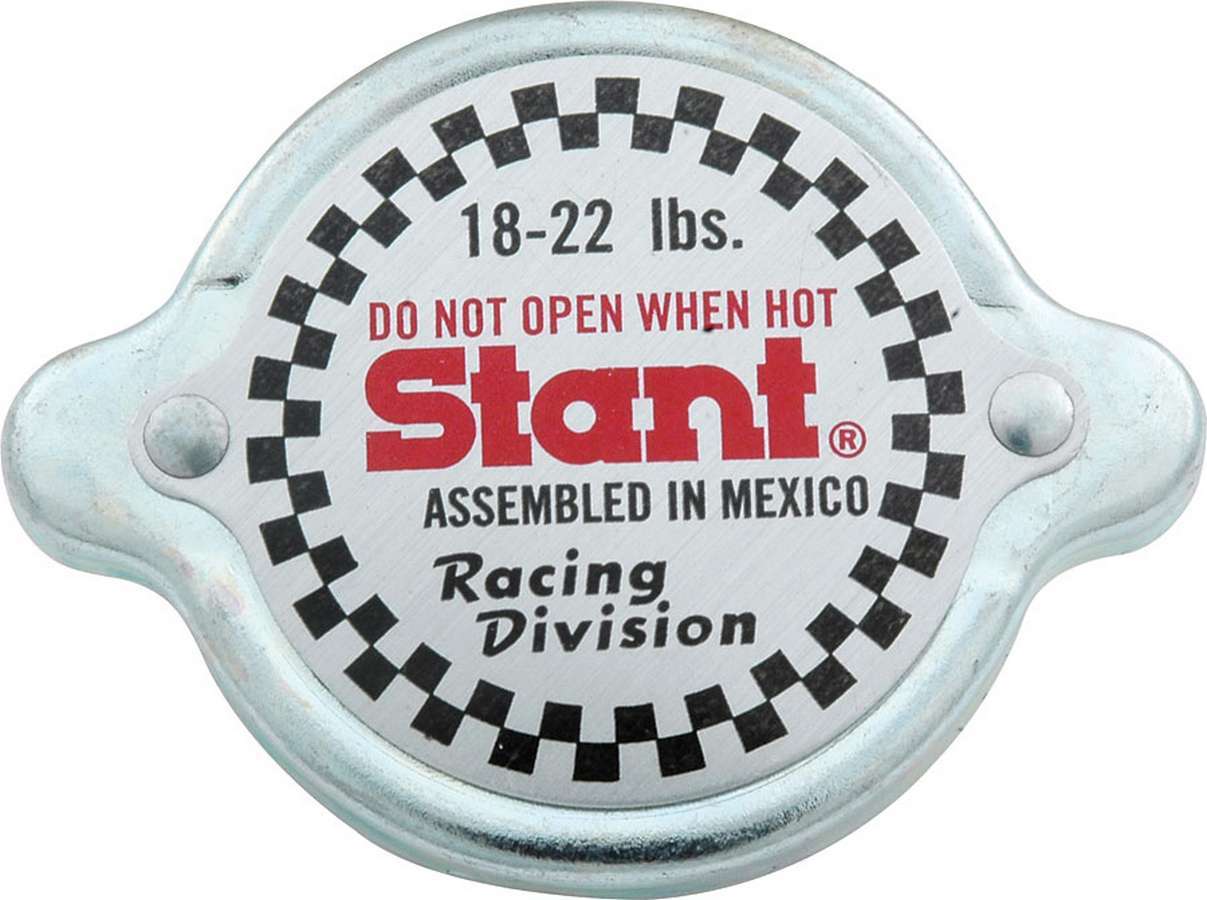 18-22 lbs.
DO NOT OPEN WHEN HOT
Stant®
ASSEMBLED IN MEXICO
Racing
Division